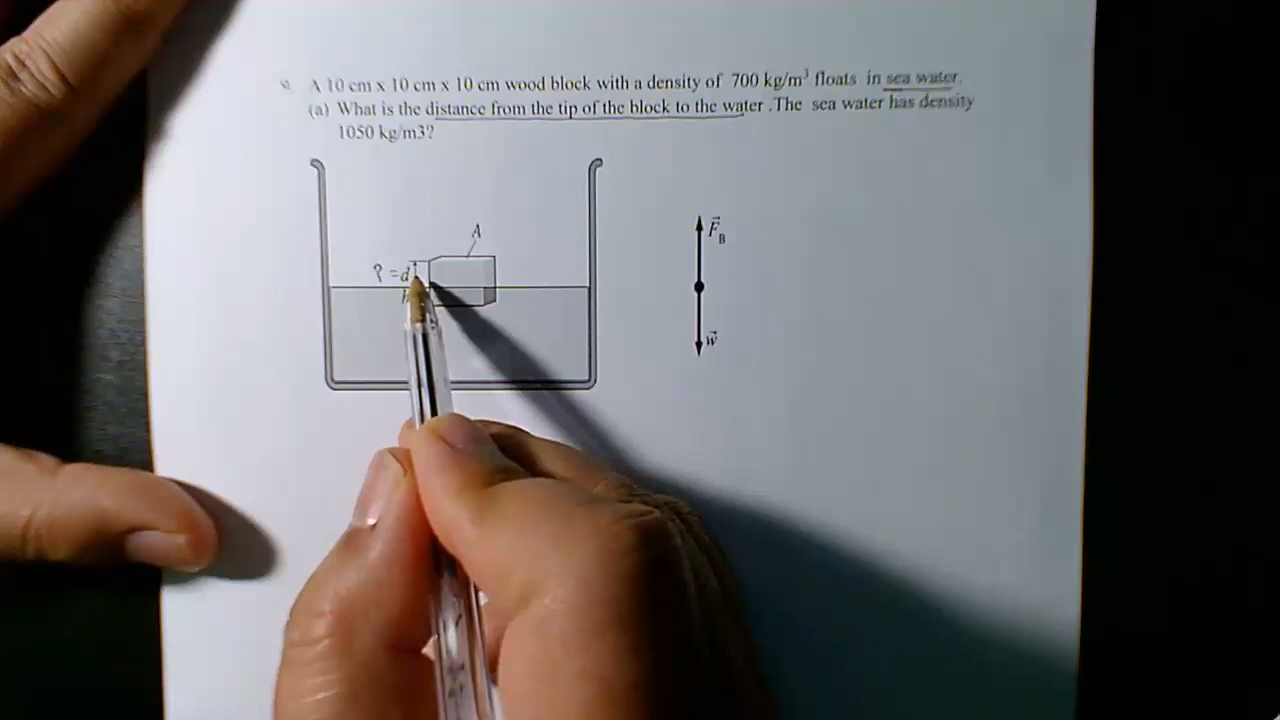 A 10 cm x 10 cm x 10 cm wood block with a density of 700 kg/m³ floats in sea water.
(a) What is the distance from the tip of the block to the water .The sea water has density
1050 kg/m3?
A
? = d
F⃗B
w⃗